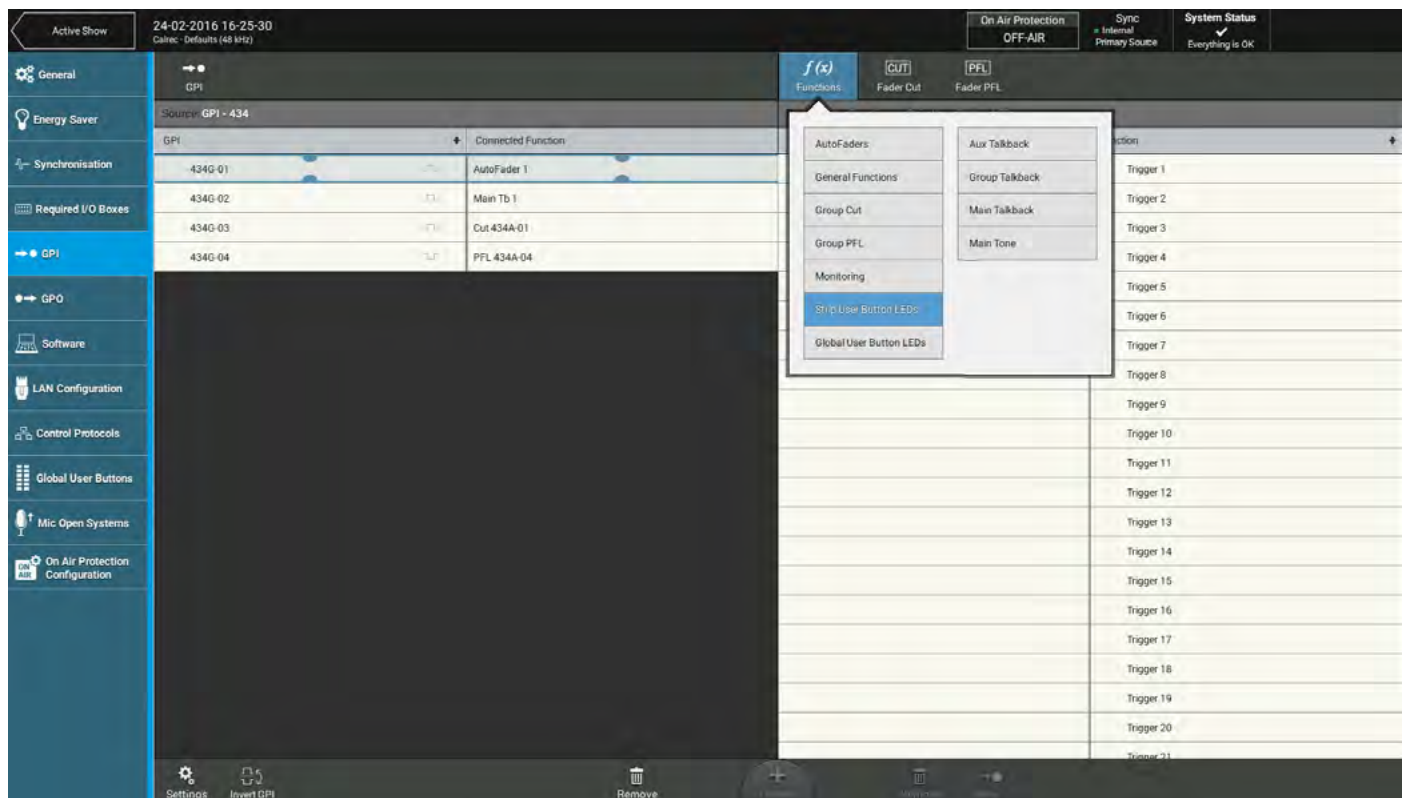 Active Show
24-02-2016 16-25-30
Calrec - Defaults (48 kHz)
On Air Protection
OFF-AIR
Sync
Internal
Primary Source
System Status
Everything is OK
General
Energy Saver
Synchronisation
Required I/O Boxes
GPI
GPO
Software
LAN Configuration
Control Protocols
Global User Buttons
Mic Open Systems
ON AIR
On Air Protection
Configuration
GPI
Source: GPI - 434
GPI
Connected Function
434G-01 AutoFader 1
434G-02 Main Tb 1
434G-03 Cut 434A-01
434G-04 PFL 434A-04
f (x)
Functions
CUT
Fader Cut
PFL
Fader PFL
AutoFaders
General Functions
Group Cut
Group PFL
Monitoring
Strip User Button LEDs
Global User Button LEDs
Aux Talkback
Group Talkback
Main Talkback
Main Tone
Trigger 1
Trigger 2
Trigger 3
Trigger 4
Trigger 5
Trigger 6
Trigger 7
Trigger 8
Trigger 9
Trigger 10
Trigger 11
Trigger 12
Trigger 13
Trigger 14
Trigger 15
Trigger 16
Trigger 17
Trigger 18
Trigger 19
Trigger 20
Trigger 21
Settings
Invert GPI
Remove